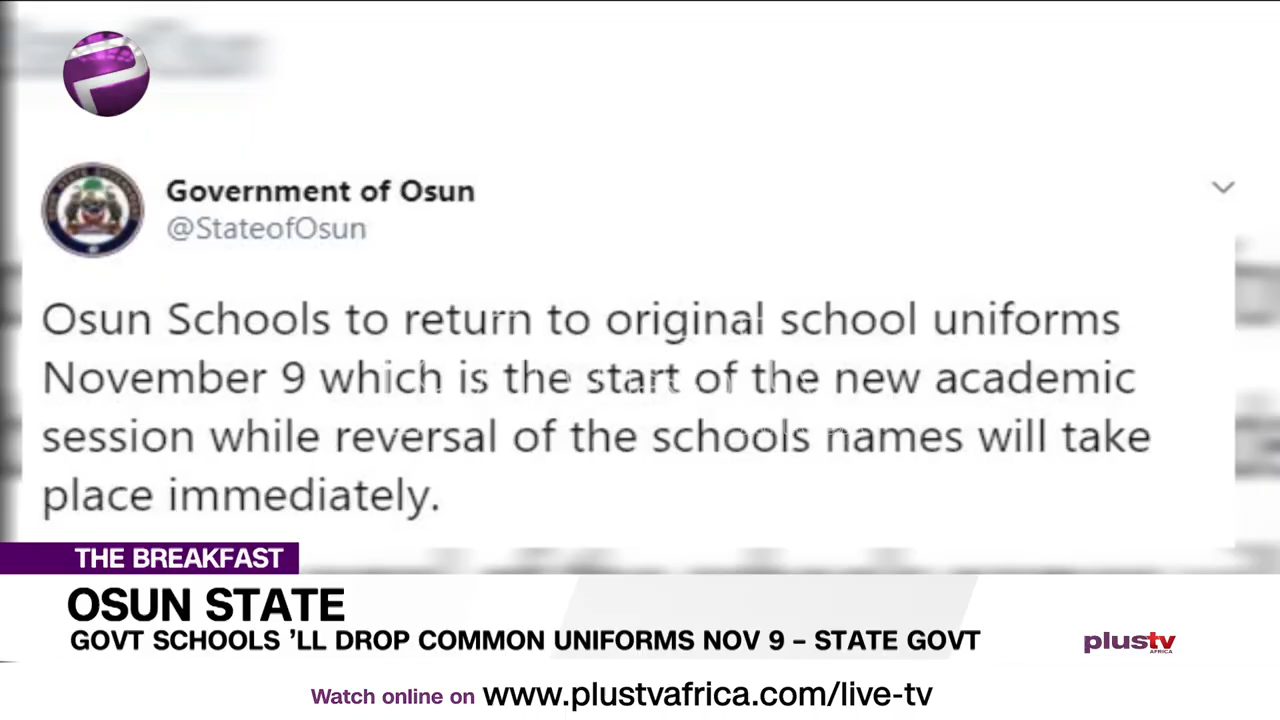 Government of Osun
@StateofOsun
Osun Schools to return to original school uniforms
November 9 which is the start of the new academic
session while reversal of the schools names will take
place immediately.
THE BREAKFAST
OSUN STATE
GOVT SCHOOLS 'LL DROP COMMON UNIFORMS NOV 9 – STATE GOVT
plustv
AFRICA
Watch online on www.plustvafrica.com/live-tv